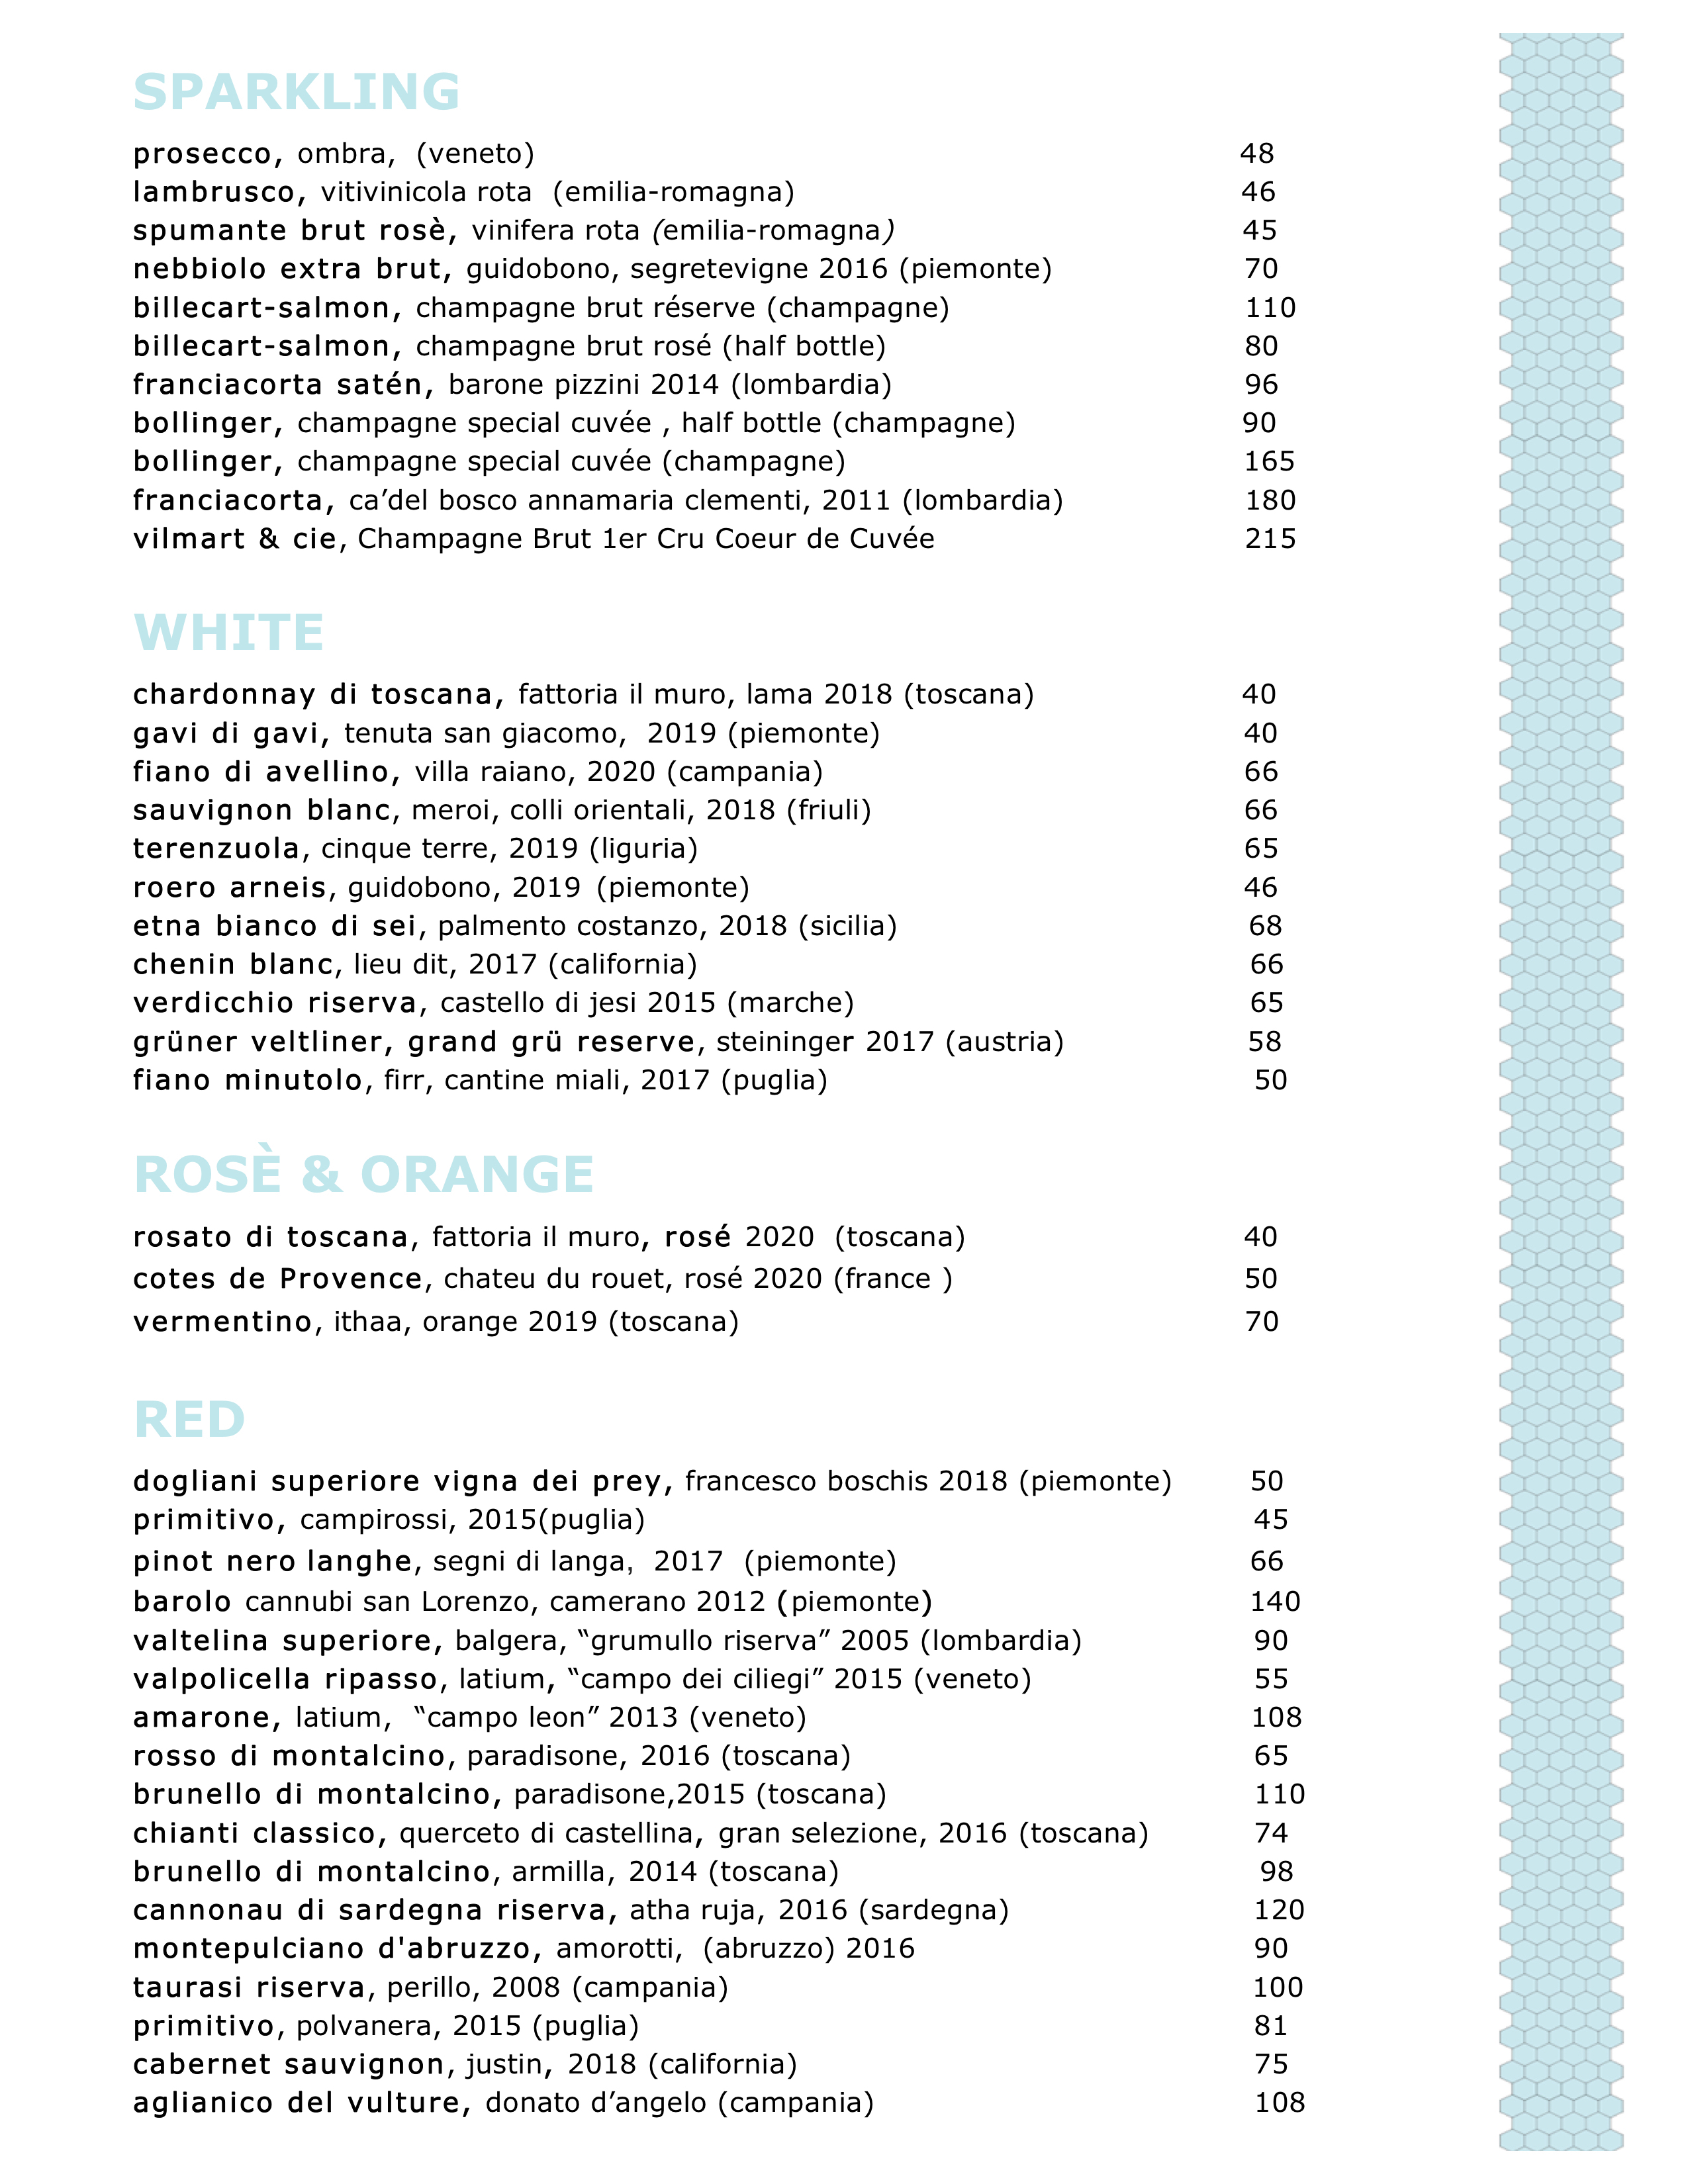 SPARKLING
prosecco, ombra, (veneto) 48
lambrusco, vitivinicola rota (emilia-romagna) 46
spumante brut rosè, vinifera rota (emilia-romagna) 45
nebbiolo extra brut, guidobono, segretevigne 2016 (piemonte) 70
billecart-salmon, champagne brut réserve (champagne) 110
billecart-salmon, champagne brut rosé (half bottle) 80
franciacorta satén, barone pizzini 2014 (lombardia) 96
bollinger, champagne special cuvée , half bottle (champagne) 90
bollinger, champagne special cuvée (champagne) 165
franciacorta, ca’del bosco annamaria clementi, 2011 (lombardia) 180
vilmart & cie, Champagne Brut 1er Cru Coeur de Cuvée 215
WHITE
chardonnay di toscana, fattoria il muro, lama 2018 (toscana) 40
gavi di gavi, tenuta san giacomo, 2019 (piemonte) 40
fiano di avellino, villa raiano, 2020 (campania) 66
sauvignon blanc, meroi, colli orientali, 2018 (friuli) 66
terenzuola, cinque terre, 2019 (liguria) 65
roero arneis, guidobono, 2019 (piemonte) 46
etna bianco di sei, palmento costanzo, 2018 (sicilia) 68
chenin blanc, lieu dit, 2017 (california) 66
verdicchio riserva, castello di jesi 2015 (marche) 65
grüner veltliner, grand grü reserve, steininger 2017 (austria) 58
fiano minutolo, firr, cantine miali, 2017 (puglia) 50
ROSÈ & ORANGE
rosato di toscana, fattoria il muro, rosé 2020 (toscana) 40
cotes de Provence, chateu du rouet, rosé 2020 (france ) 50
vermentino, ithaa, orange 2019 (toscana) 70
RED
dogliani superiore vigna dei prey, francesco boschis 2018 (piemonte) 50
primitivo, campirossi, 2015(puglia) 45
pinot nero langhe, segni di langa, 2017 (piemonte) 66
barolo cannubi san Lorenzo, camerano 2012 (piemonte) 140
valtelina superiore, balgera, “grumullo riserva” 2005 (lombardia) 90
valpolicella ripasso, latium, “campo dei ciliegi” 2015 (veneto) 55
amarone, latium, “campo leon” 2013 (veneto) 108
rosso di montalcino, paradisone, 2016 (toscana) 65
brunello di montalcino, paradisone,2015 (toscana) 110
chianti classico, querceto di castellina, gran selezione, 2016 (toscana) 74
brunello di montalcino, armilla, 2014 (toscana) 98
cannonau di sardegna riserva, atha ruja, 2016 (sardegna) 120
montepulciano d'abruzzo, amorotti, (abruzzo) 2016 90
taurasi riserva, perillo, 2008 (campania) 100
primitivo, polvanera, 2015 (puglia) 81
cabernet sauvignon, justin, 2018 (california) 75
aglianico del vulture, donato d’angelo (campania) 108